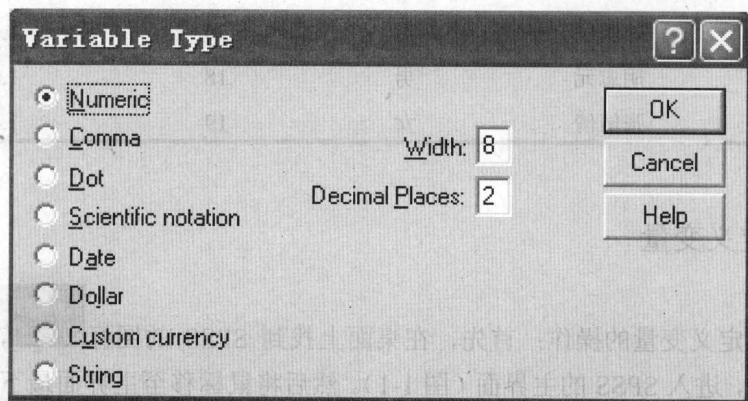 Variable Type
Numeric
Comma
Dot
Scientific notation
Date
Dollar
Custom currency
String
Width: 8
Decimal Places: 2
OK
Cancel
Help